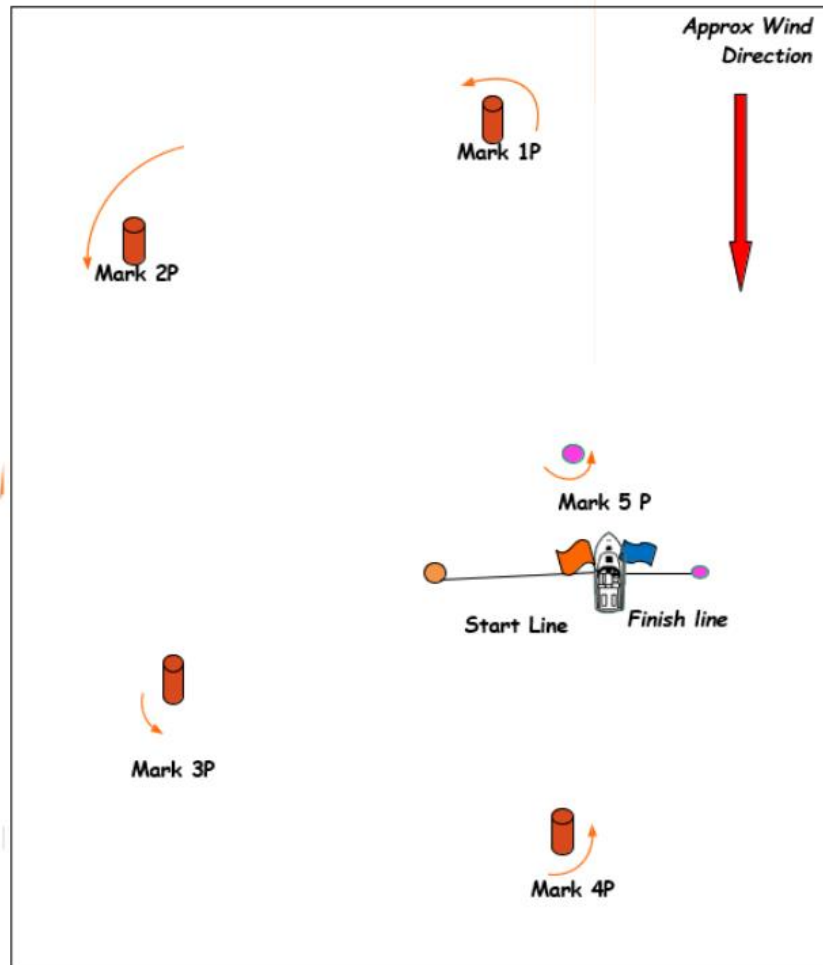 Approx Wind
Direction
Mark 1P
Mark 2P
Mark 5 P
Start Line
Finish line
Mark 3P
Mark 4P